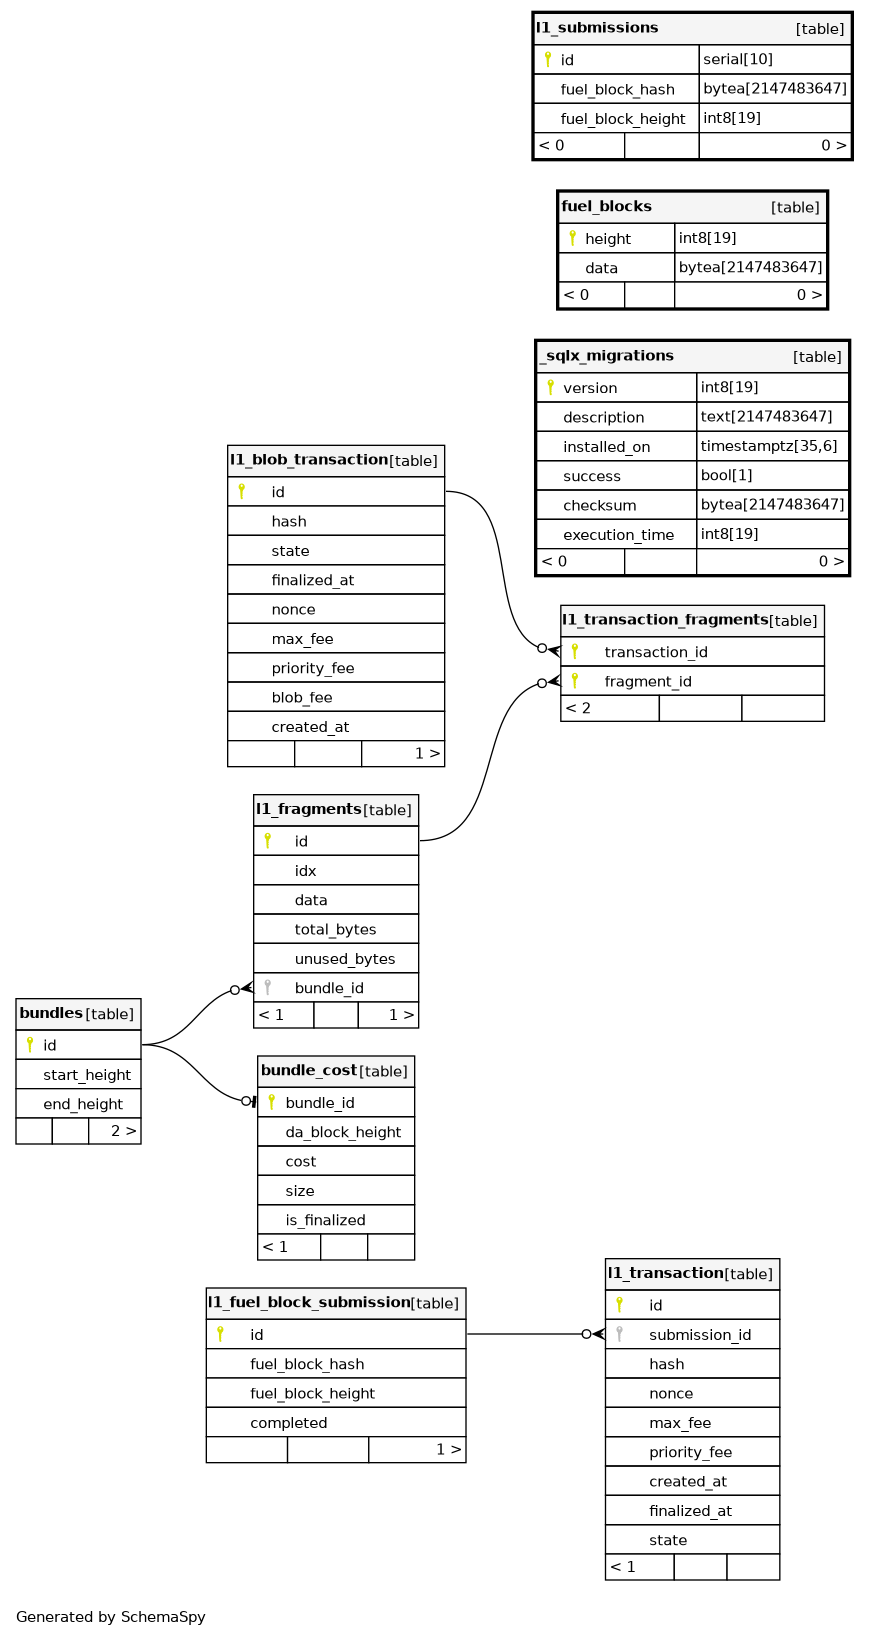 l1_submissions [table]
id serial[10]
fuel_block_hash bytea[2147483647]
fuel_block_height int8[19]
< 0 0 >
fuel_blocks [table]
height int8[19]
data bytea[2147483647]
< 0 0 >
_sqlx_migrations [table]
version int8[19]
description text[2147483647]
installed_on timestamptz[35,6]
success bool[1]
checksum bytea[2147483647]
execution_time int8[19]
< 0 0 >
l1_blob_transaction [table]
id
hash
state
finalized_at
nonce
max_fee
priority_fee
blob_fee
created_at
1 >
l1_transaction_fragments [table]
transaction_id
fragment_id
< 2
l1_fragments [table]
id
idx
data
total_bytes
unused_bytes
bundle_id
< 1 1 >
bundles [table]
id
start_height
end_height
2 >
bundle_cost [table]
bundle_id
da_block_height
cost
size
is_finalized
< 1
l1_fuel_block_submission [table]
id
fuel_block_hash
fuel_block_height
completed
1 >
l1_transaction [table]
id
submission_id
hash
nonce
max_fee
priority_fee
created_at
finalized_at
state
< 1
Generated by SchemaSpy